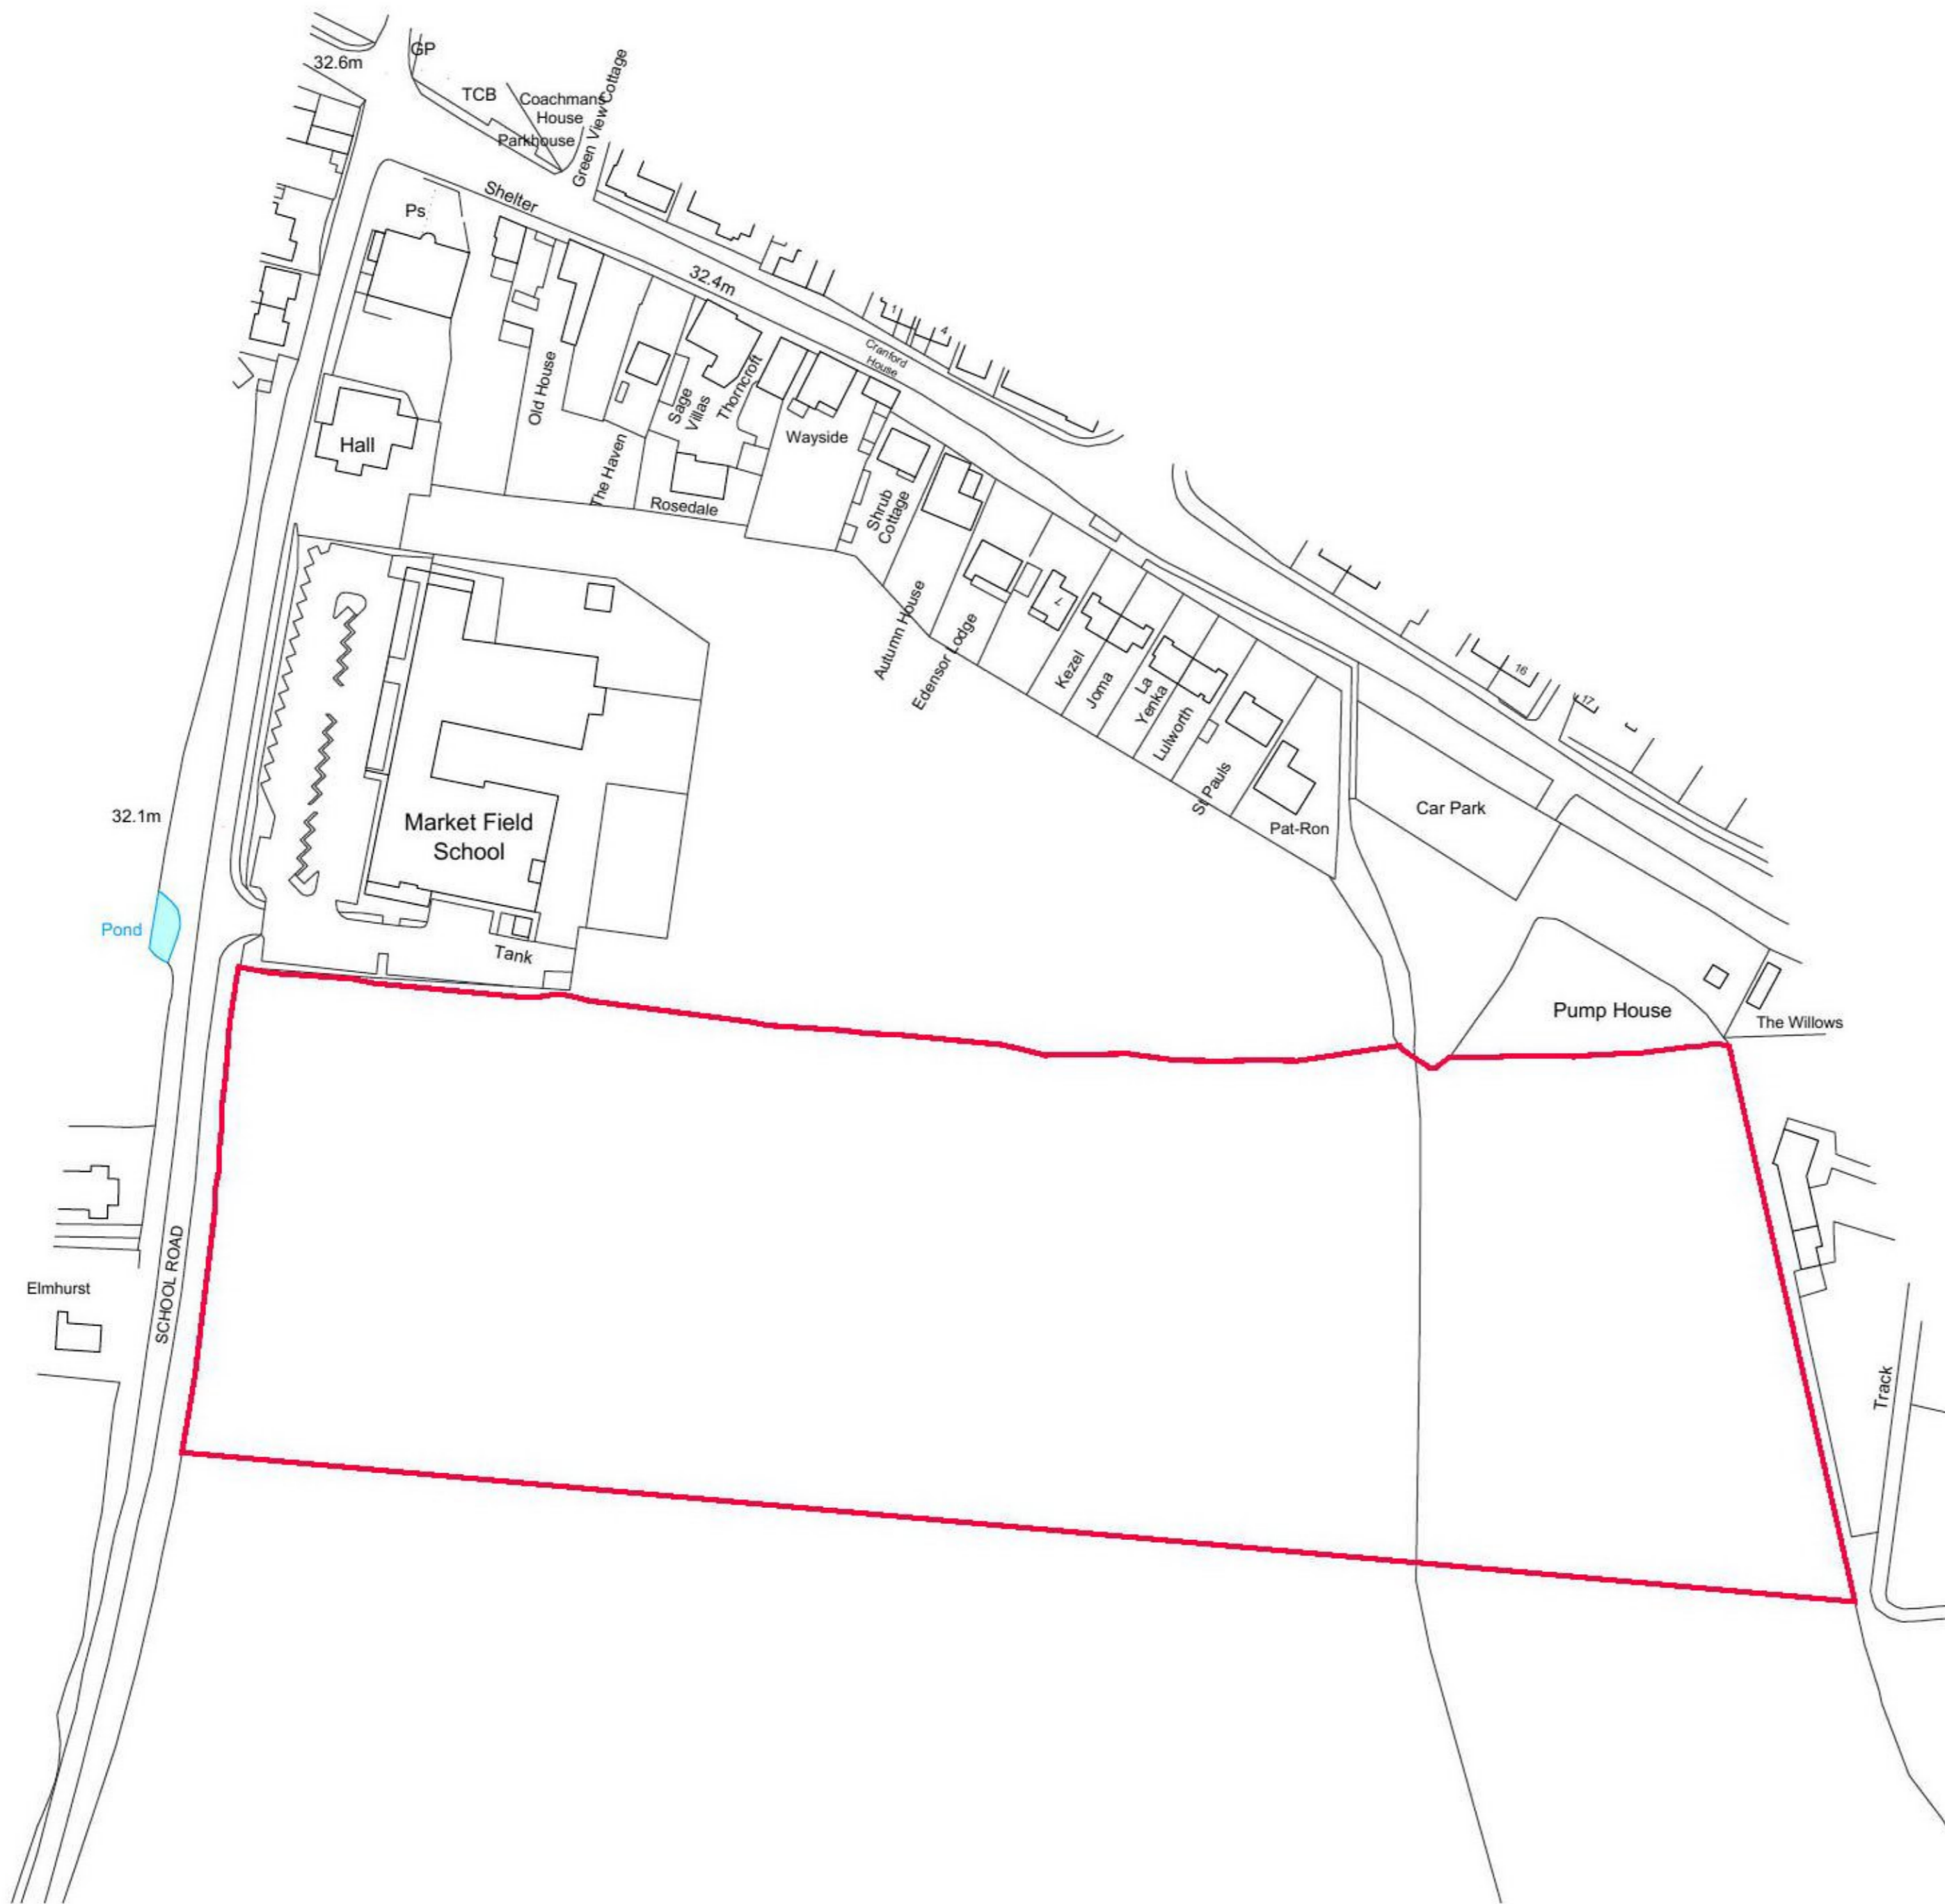 GP
32.6m
TCB
Coachmans
House
Parkhouse
Green View Cottage
Shelter
Ps
32.4m
1
4
Cranford
House
Old House
Sage
Villas
Thorncroft
Wayside
Hall
The Haven
Rosedale
Shrub
Cottage
Autumn House
Edensor Lodge
7
Kezel
Joma
La
Yenka
Lulworth
St Pauls
Pat-Ron
16
17
Car Park
32.1m
Market Field
School
Pond
Tank
Pump House
The Willows
SCHOOL ROAD
Elmhurst
Track